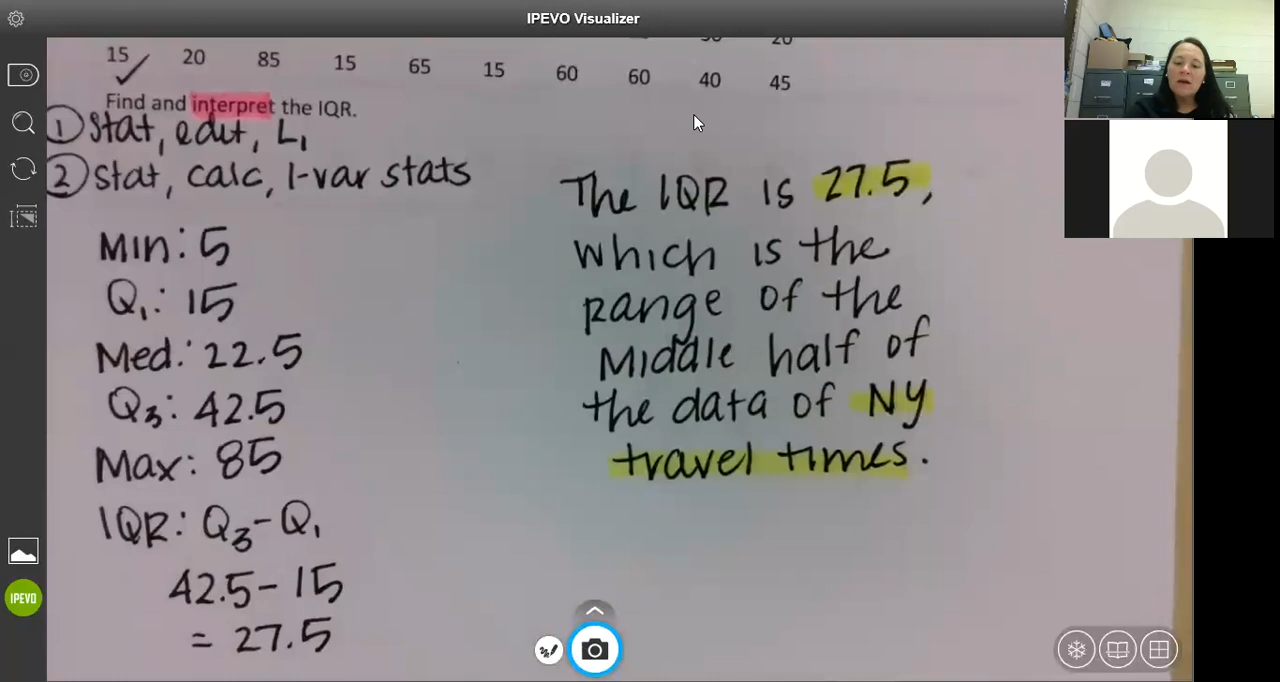 IPEVO Visualizer
15 20 85 15 65 15 60 60 40 45
Find and interpret the IQR.
① Stat, edit, L₁
② Stat, calc, 1-var stats
Min: 5
Q₁: 15
Med: 22.5
Q₃: 42.5
Max: 85
IQR: Q₃-Q₁
42.5-15
= 27.5
The IQR is 27.5,
which is the
range of the
Middle half of
the data of NY
travel times.
IPEVO